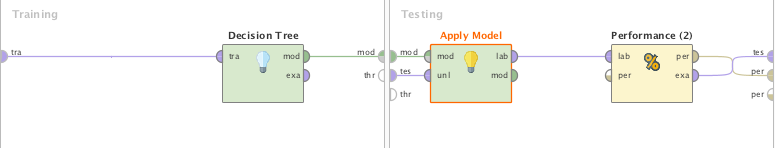 Training
Testing
Decision Tree
Apply Model
Performance (2)
tra
tra
mod
mod
exa
thr
mod
mod
lab
lab
per
tes
tes
unl
mod
per
exa
per
thr
per